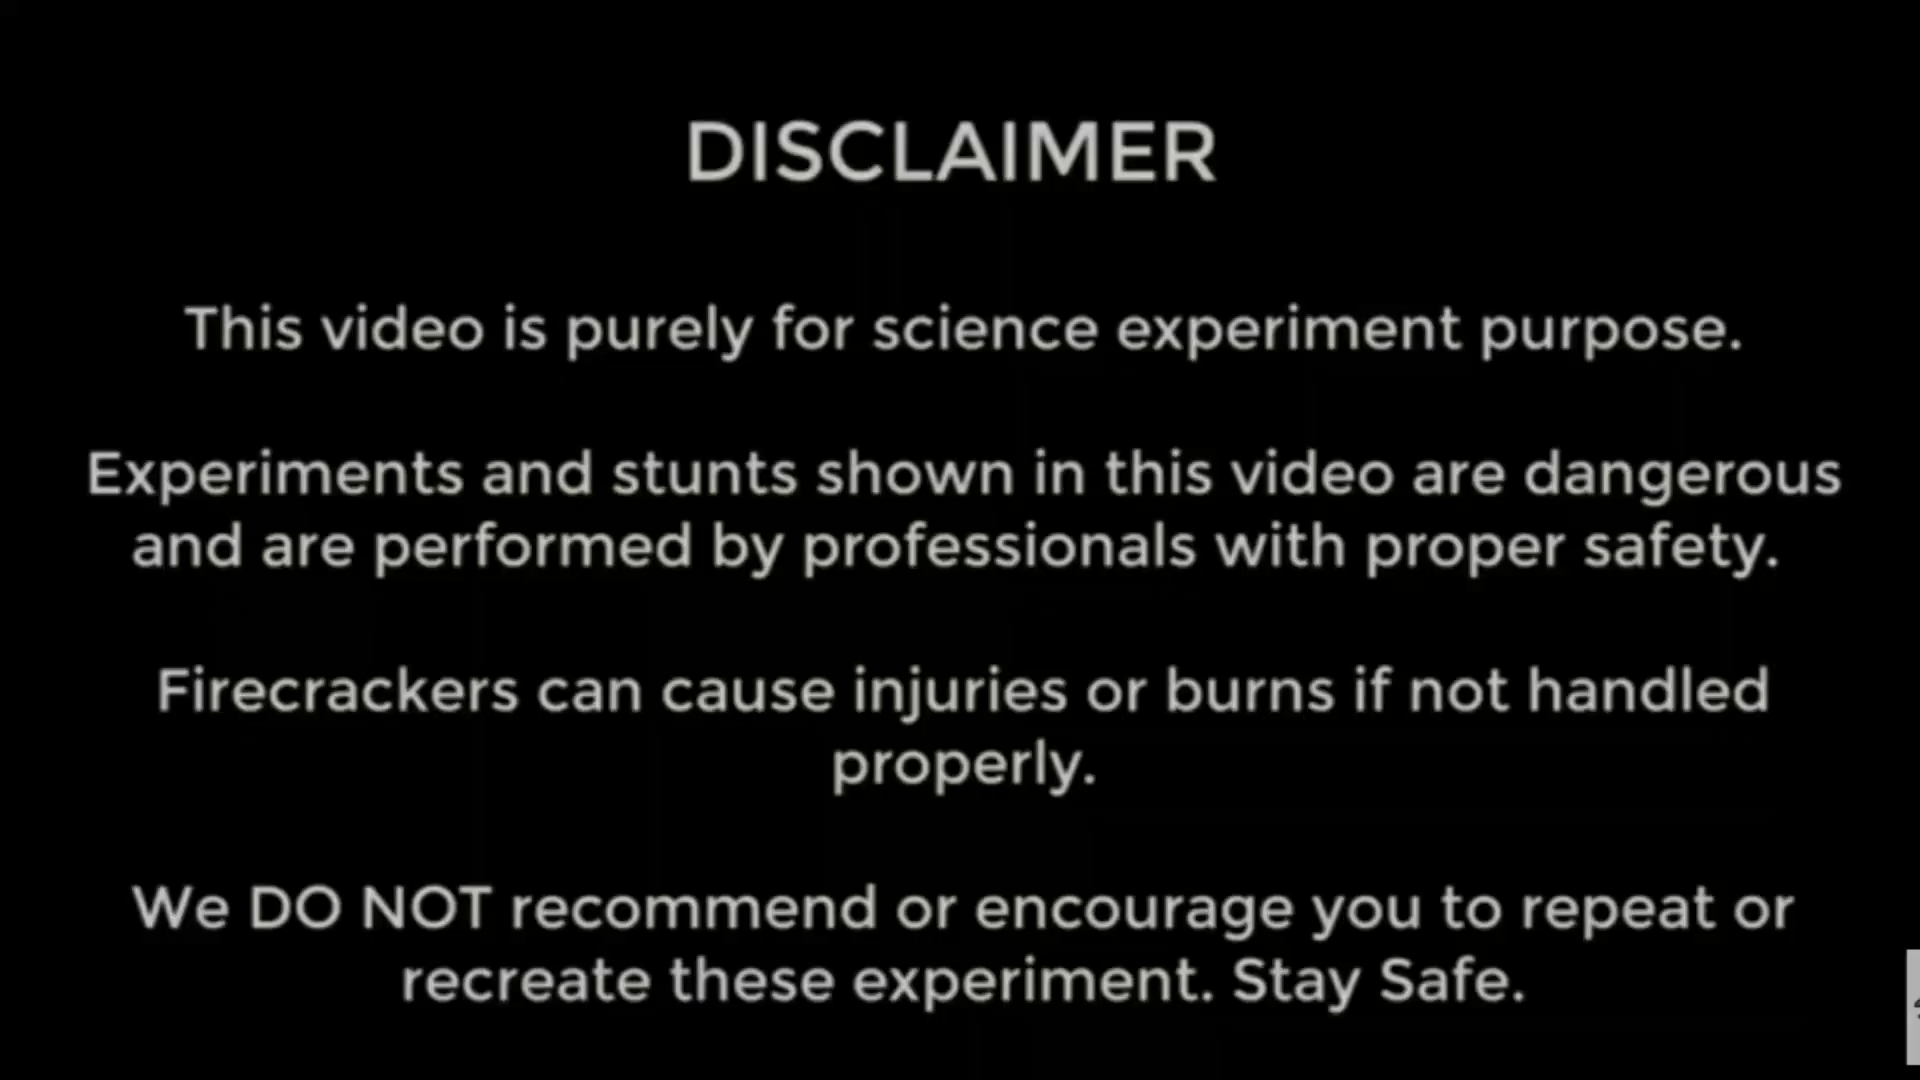 DISCLAIMER
This video is purely for science experiment purpose.
Experiments and stunts shown in this video are dangerous
and are performed by professionals with proper safety.
Firecrackers can cause injuries or burns if not handled
properly.
We DO NOT recommend or encourage you to repeat or
recreate these experiment. Stay Safe.